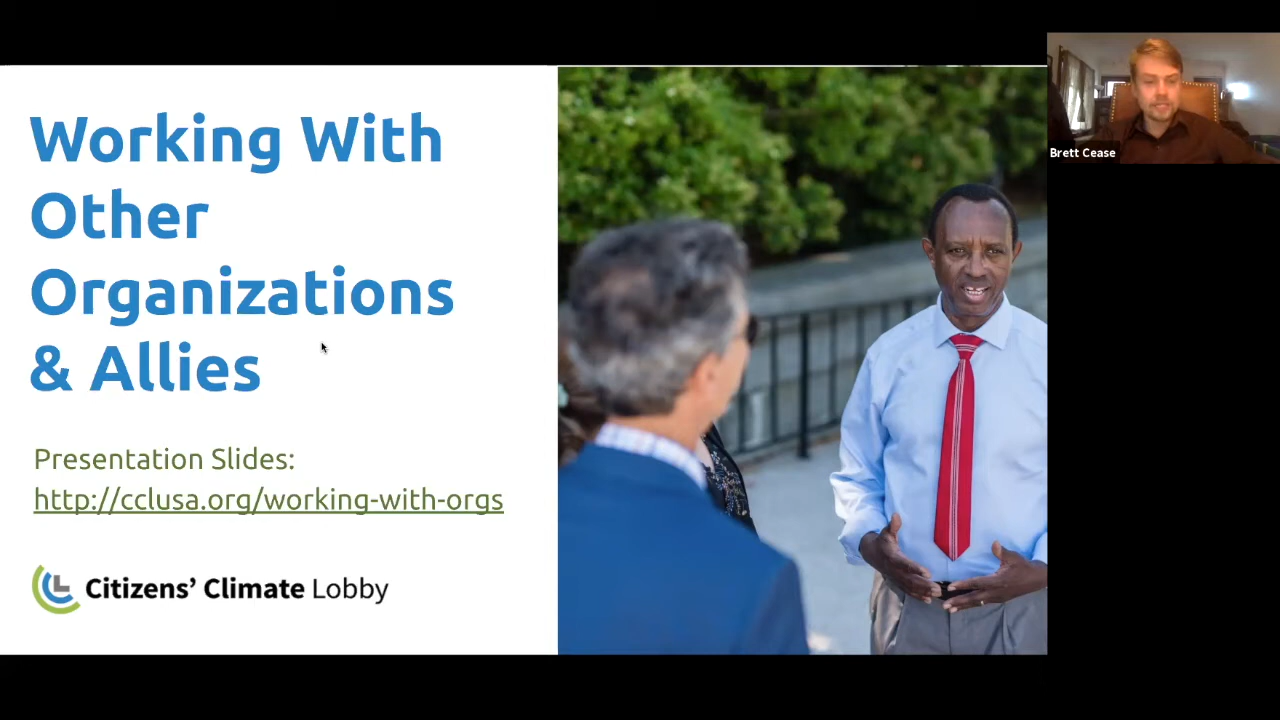 Working With
Other
Organizations
& Allies
Presentation Slides:
http://cclusa.org/working-with-orgs
Citizens’ Climate Lobby
Brett Cease